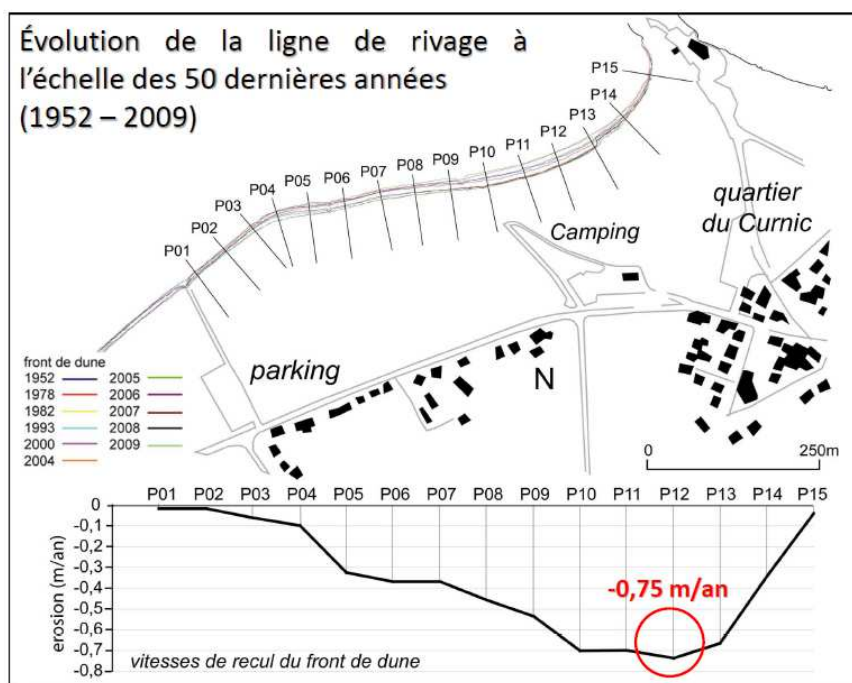 Évolution de la ligne de rivage à
l'échelle des 50 dernières années
(1952 – 2009)
P15
P14
P13
P12
P11
P10
P09
P08
P07
P06
P05
P04
P03
P02
P01
quartier
du Curnic
Camping
parking
N
front de dune
1952 2005
1978 2006
1982 2007
1993 2008
2000 2009
2004
0 250m
P01 P02 P03 P04 P05 P06 P07 P08 P09 P10 P11 P12 P13 P14 P15
0
-0,1
-0,2
-0,3
-0,4
-0,5
-0,6
-0,7
-0,8
erosion (m/an)
-0,75 m/an
vitesses de recul du front de dune